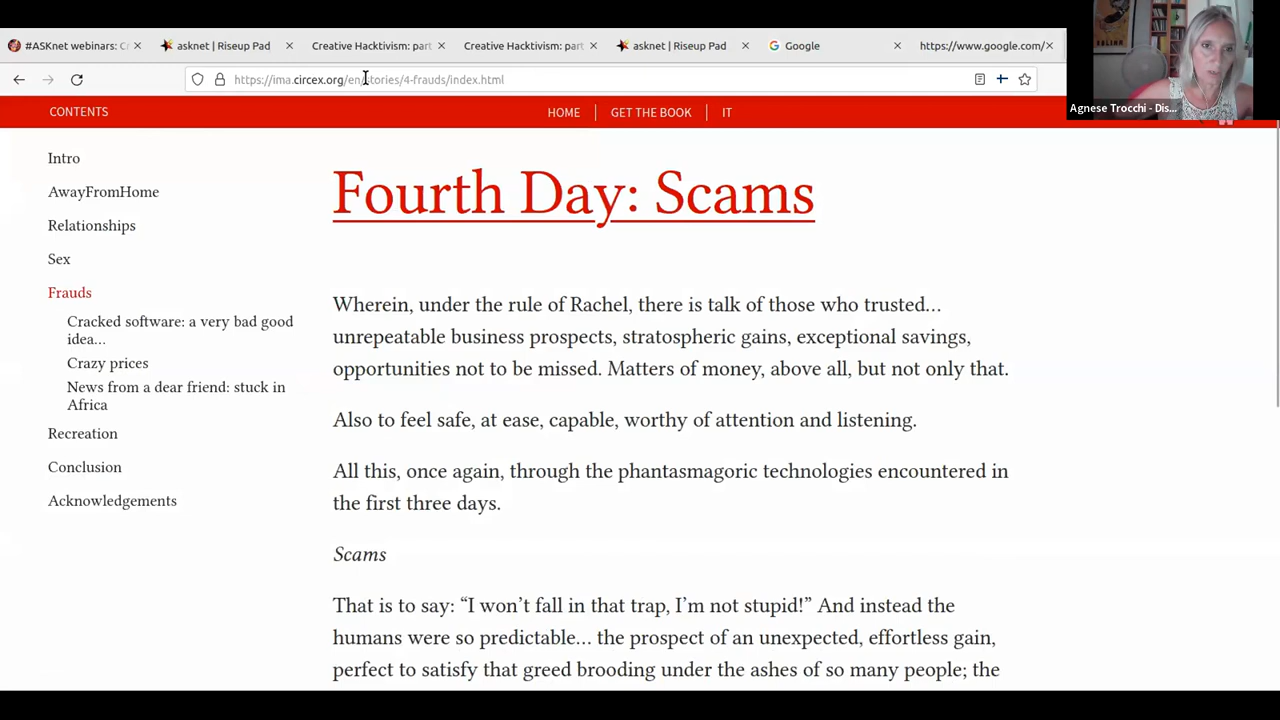 #ASKnet webinars: C
asknet | Riseup Pad
Creative Hacktivism: part
Creative Hacktivism: part
asknet | Riseup Pad
Google
https://www.google.com/
https://ima.circex.org/en/stories/4-frauds/index.html
Agnese Trocchi - Dis...
CONTENTS
HOME
GET THE BOOK
IT
Intro
AwayFromHome
Relationships
Sex
Frauds
Cracked software: a very bad good
idea…
Crazy prices
News from a dear friend: stuck in
Africa
Recreation
Conclusion
Acknowledgements
Fourth Day: Scams
Wherein, under the rule of Rachel, there is talk of those who trusted…
unrepeatable business prospects, stratospheric gains, exceptional savings,
opportunities not to be missed. Matters of money, above all, but not only that.
Also to feel safe, at ease, capable, worthy of attention and listening.
All this, once again, through the phantasmagoric technologies encountered in
the first three days.
Scams
That is to say: “I won’t fall in that trap, I’m not stupid!” And instead the
humans were so predictable… the prospect of an unexpected, effortless gain,
perfect to satisfy that greed brooding under the ashes of so many people; the